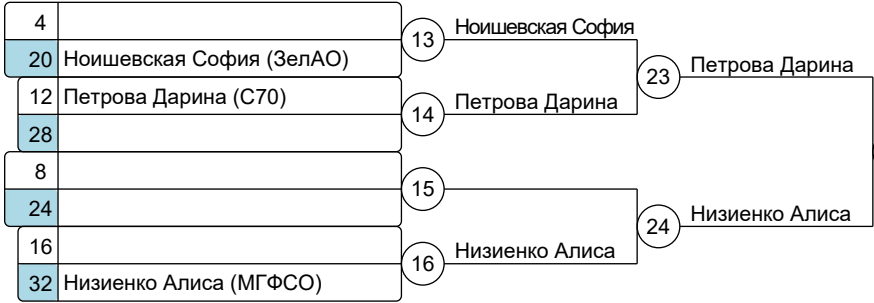 4
13
Ноишевская София
20 Ноишевская София (ЗелАО)
23
Петрова Дарина
12 Петрова Дарина (С70)
14
Петрова Дарина
28
8
15
24
24
Низиенко Алиса
16
16
Низиенко Алиса
32 Низиенко Алиса (МГФСО)